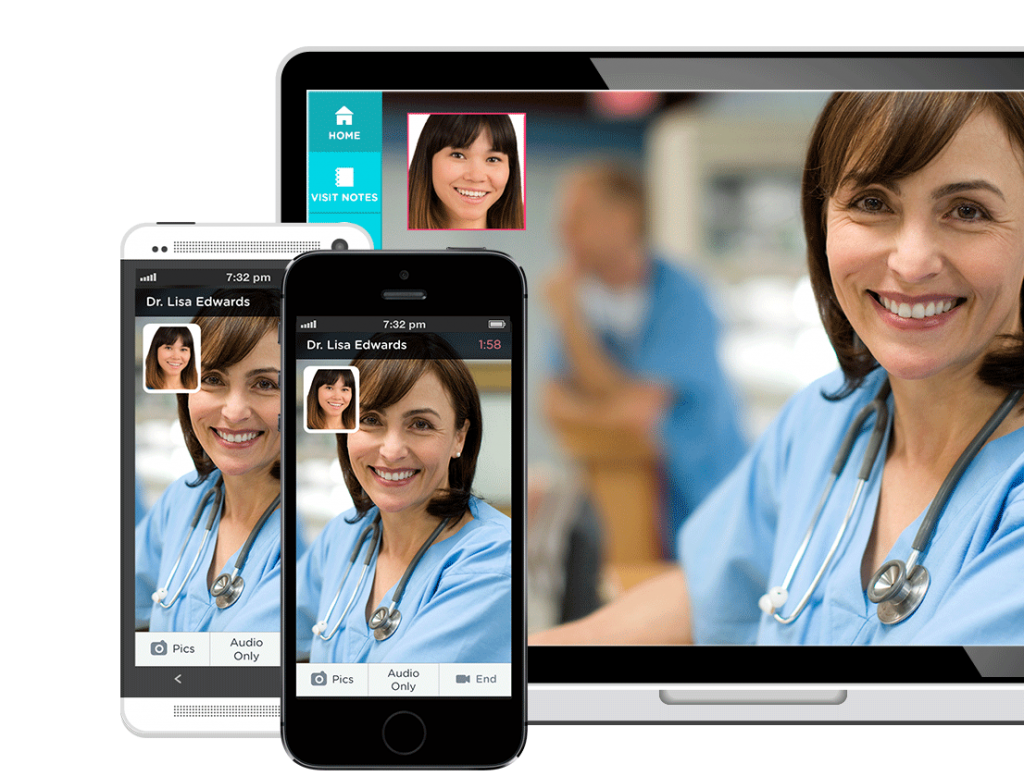 HOME
VISIT NOTES
7:32 pm
Dr. Lisa Edwards
Pics
Audio
Only
7:32 pm
Dr. Lisa Edwards 1:58
Pics
Audio
Only
End